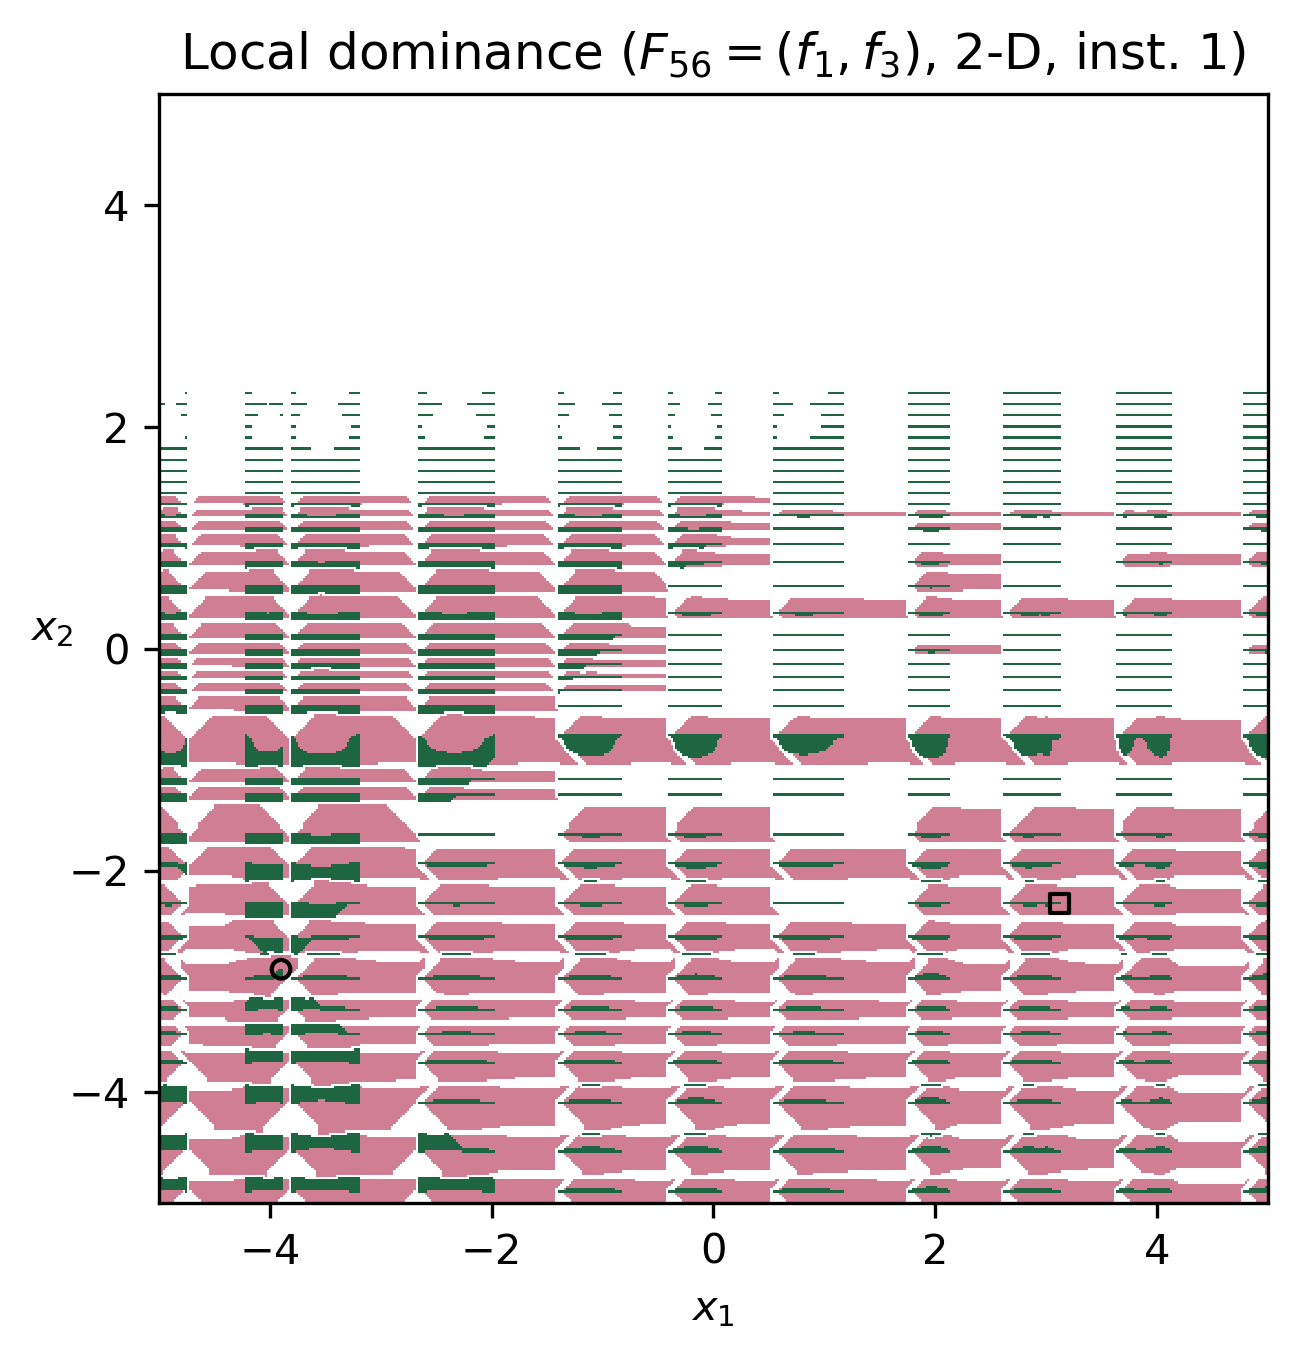 Local dominance (F₅₆ = (f₁, f₃), 2-D, inst. 1)
4
2
x₂
0
−2
−4
−4 −2 0 2 4
x₁